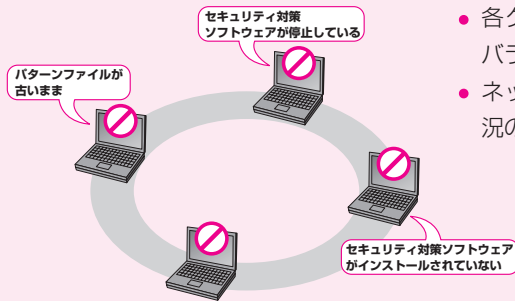 セキュリティ対策
ソフトウェアが停止している
パターンファイルが
古いまま
セキュリティ対策ソフトウェア
がインストールされていない
• 各ク
バラ
• ネッ
況の